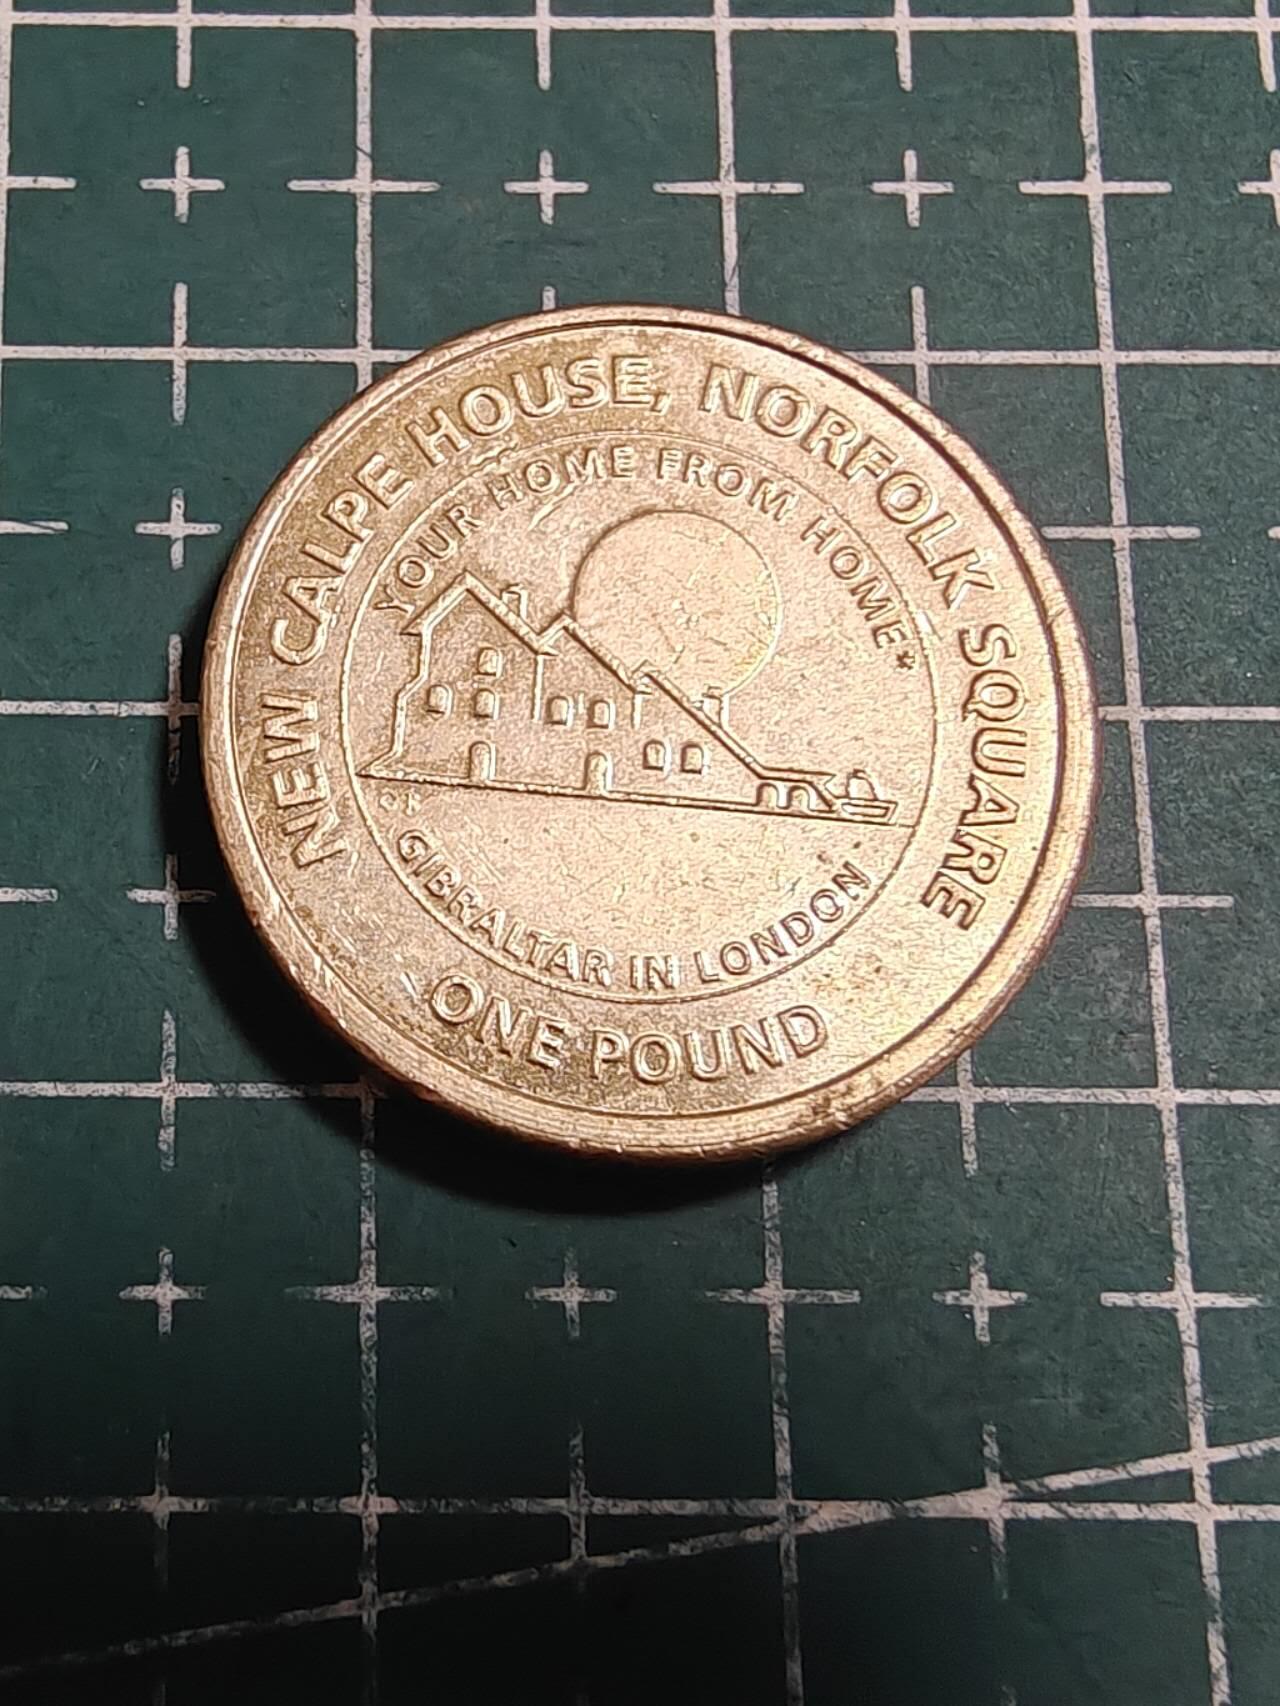 NEW CALPE HOUSE, NORFOLK SQUARE
YOUR HOME FROM HOME*
GIBRALTAR IN LONDON
ONE POUND